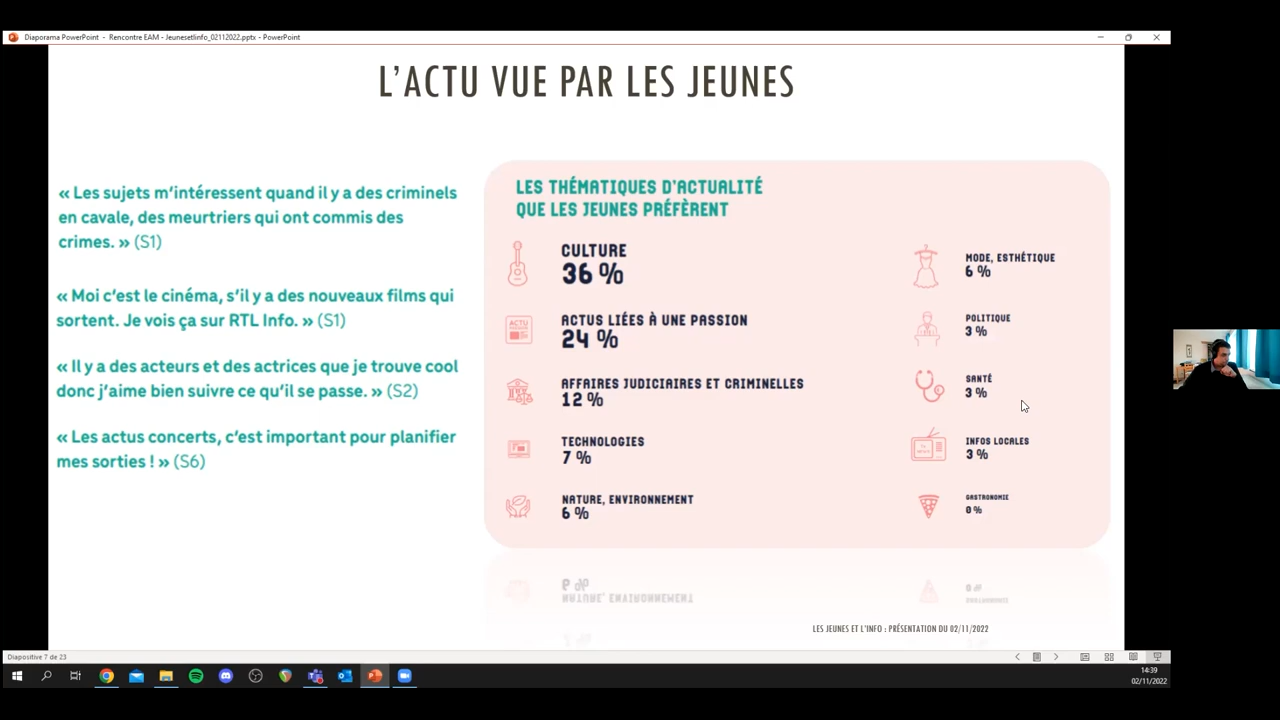 Diaporama PowerPoint - Rencontre EAM - Jeunesetlinfo_02112022.pptx - PowerPoint
L'ACTU VUE PAR LES JEUNES
« Les sujets m'intéressent quand il y a des criminels
en cavale, des meurtriers qui ont commis des
crimes. » (S1)
« Moi c'est le cinéma, s'il y a des nouveaux films qui
sortent. Je vois ça sur RTL Info. » (S1)
« Il y a des acteurs et des actrices que je trouve cool
donc j'aime bien suivre ce qu'il se passe. » (S2)
« Les actus concerts, c'est important pour planifier
mes sorties ! » (S6)
LES THÉMATIQUES D'ACTUALITÉ
QUE LES JEUNES PRÉFÈRENT
CULTURE
36 %
ACTU
ACTUS LIÉES À UNE PASSION
24 %
AFFAIRES JUDICIAIRES ET CRIMINELLES
12 %
TECHNOLOGIES
7 %
NATURE, ENVIRONNEMENT
6 %
MODE, ESTHÉTIQUE
6 %
POLITIQUE
3 %
SANTÉ
3 %
INFOS LOCALES
3 %
GASTRONOMIE
0 %
LES JEUNES ET L'INFO : PRÉSENTATION DU 02/11/2022
Diapositive 7 de 23
14:39
02/11/2022